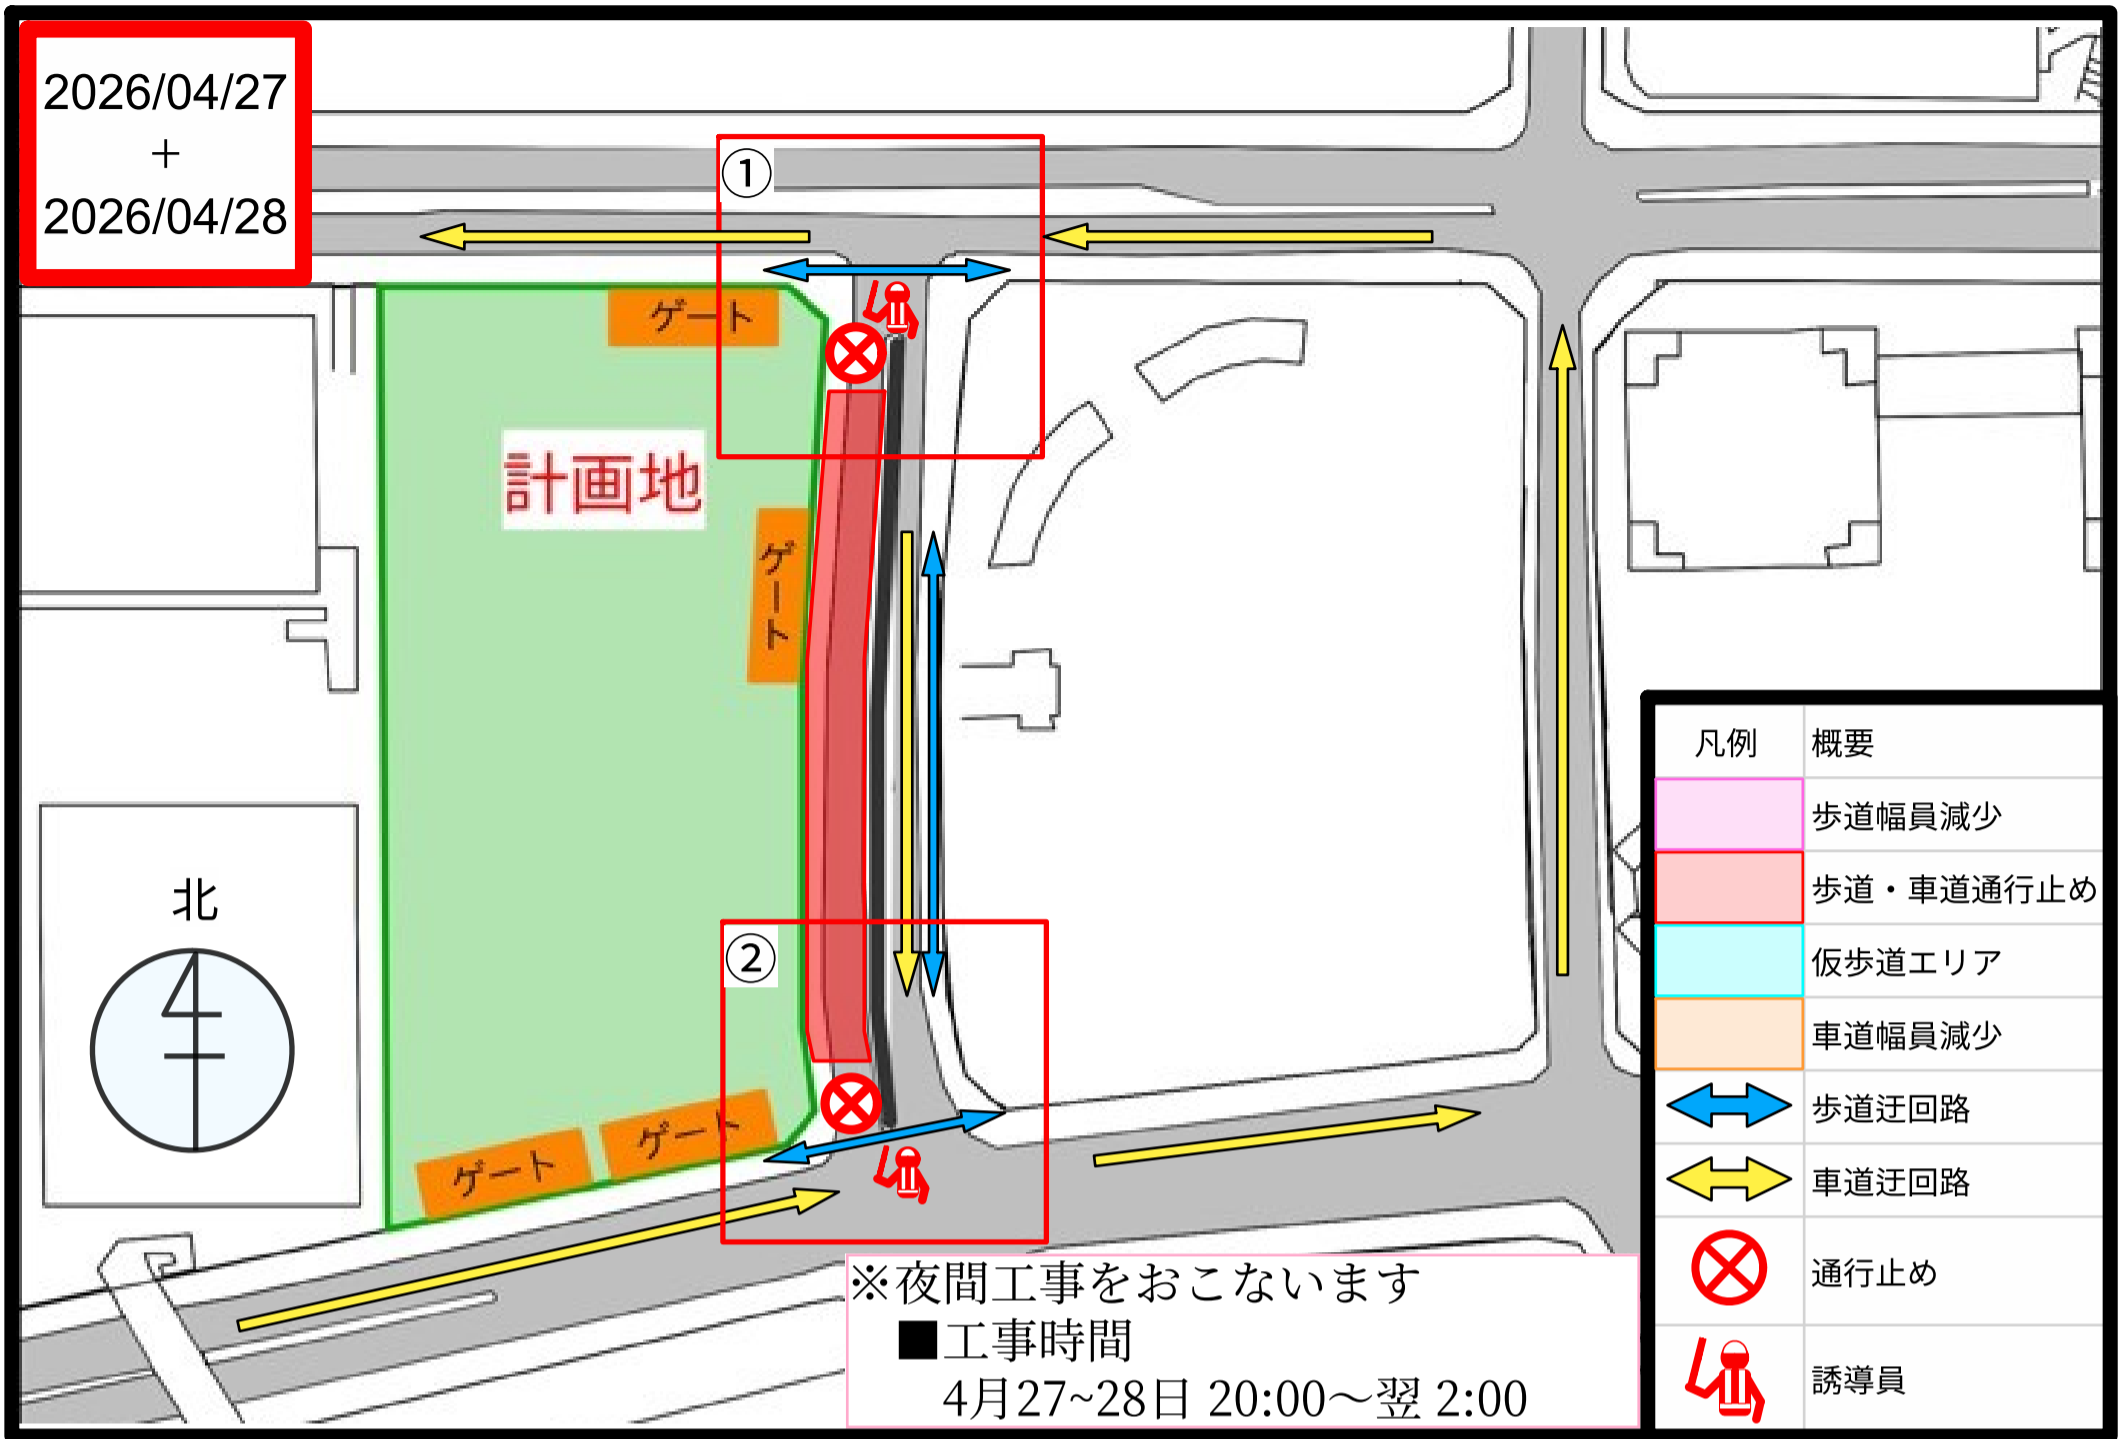 2026/04/27
+
2026/04/28
①
ゲート
計画地
ゲート
②
北
ゲート
ゲート
凡例 概要
歩道幅員減少
歩道・車道通行止め
仮歩道エリア
車道幅員減少
歩道迂回路
車道迂回路
通行止め
誘導員
※夜間工事をおこないます
■工事時間
4月27~28日 20:00～翌 2:00